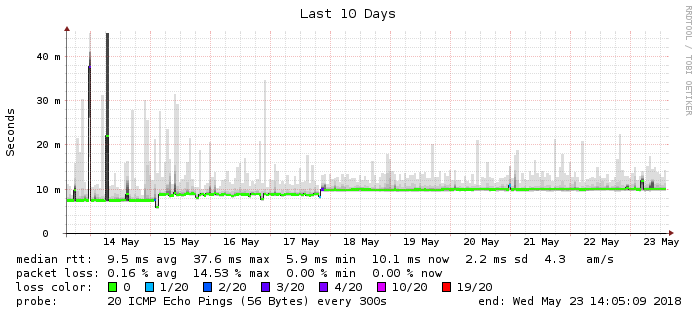 Last 10 Days
RRDTOOL / TOBI OETIKER
Seconds
40 m
30 m
20 m
10 m
0
14 May 15 May 16 May 17 May 18 May 19 May 20 May 21 May 22 May 23 May
median rtt: 9.5 ms avg 37.6 ms max 5.9 ms min 10.1 ms now 2.2 ms sd 4.3 am/s
packet loss: 0.16 % avg 14.53 % max 0.00 % min 0.00 % now
loss color: 0 1/20 2/20 3/20 4/20 10/20 19/20
probe: 20 ICMP Echo Pings (56 Bytes) every 300s end: Wed May 23 14:05:09 2018